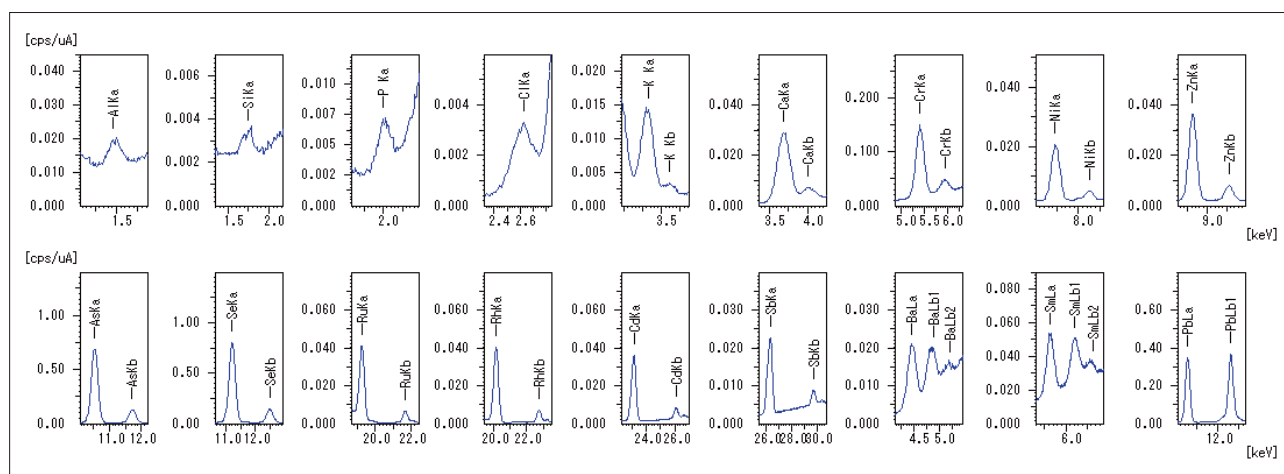 [cps/uA]
0.040 0.030 0.020 0.010 0.000 AlKa 1.5
0.006 0.004 0.002 0.000 SiKa 1.5 2.0
0.010 0.007 0.005 0.002 0.000 P Ka 2.0
0.004 0.002 0.000 ClKa 2.4 2.6
0.020 0.015 0.010 0.005 0.000 K Ka K Kb 3.5
0.040 0.020 0.000 CaKa CaKb 3.5 4.0
0.200 0.100 0.000 CrKa CrKb 5.0 5.5 6.0
0.040 0.020 0.000 NiKa NiKb 8.0
0.040 0.020 0.000 ZnKa ZnKb 9.0
[keV]
[cps/uA]
1.00 0.50 0.00 AsKa AsKb 11.0 12.0
1.00 0.50 0.00 SeKa SeKb 11.0 12.0
0.060 0.040 0.020 0.000 RuKa RuKb 20.0 22.0
0.060 0.040 0.020 0.000 RhKa RhKb 20.0 22.0
0.060 0.040 0.020 0.000 CdKa CdKb 24.0 26.0
0.030 0.020 0.010 0.000 SbKa SbKb 26.0 28.0 30.0
0.030 0.020 0.010 0.000 BaLa BaLb1 BaLb2 4.5 5.0
0.080 0.060 0.040 0.020 0.000 SmLa SmLb1 SmLb2 6.0
0.60 0.40 0.20 0.00 PbLa PbLb1 12.0
[keV]